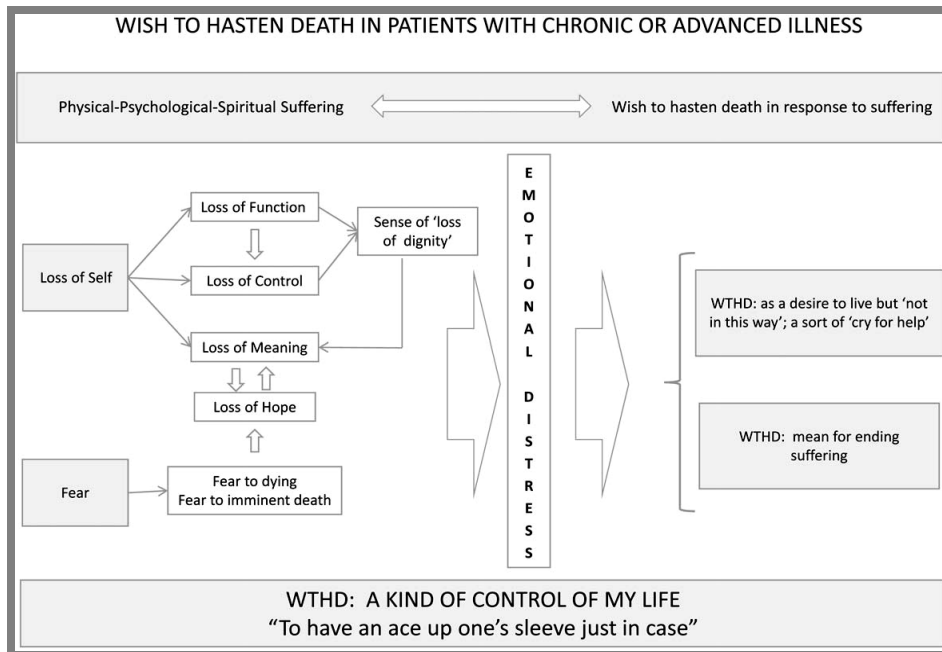 WISH TO HASTEN DEATH IN PATIENTS WITH CHRONIC OR ADVANCED ILLNESS
Physical-Psychological-Spiritual Suffering
Wish to hasten death in response to suffering
Loss of Self
Loss of Function
Loss of Control
Loss of Meaning
Loss of Hope
Sense of ‘loss
of dignity’
Fear
Fear to dying
Fear to imminent death
EMOTIONAL DISTRESS
WTHD: as a desire to live but ‘not
in this way’; a sort of ‘cry for help’
WTHD: mean for ending
suffering
WTHD: A KIND OF CONTROL OF MY LIFE
“To have an ace up one’s sleeve just in case”